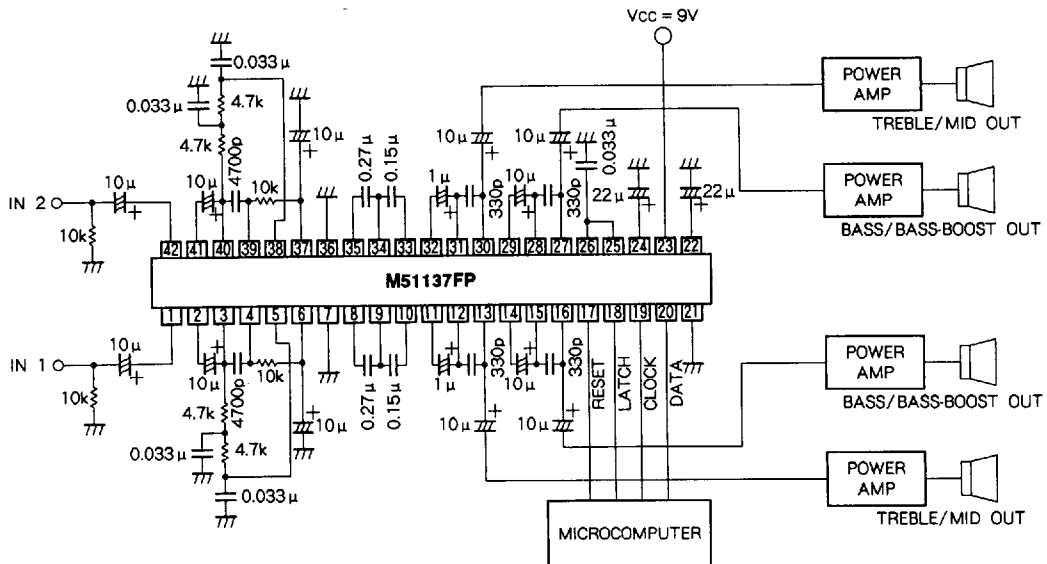 VCC = 9V
0.033μ
0.033μ
4.7k
4.7k
10μ
4700p
10k
10μ
0.27μ
0.15μ
1μ
10μ
330p
10μ
10μ
330p
0.033μ
22μ
22μ
POWER AMP
TREBLE/MID OUT
POWER AMP
BASS/BASS-BOOST OUT
IN 2
10μ
10k
42 41 40 39 38 37 36 35 34 33 32 31 30 29 28 27 26 25 24 23 22
M51137FP
1 2 3 4 5 6 7 8 9 10 11 12 13 14 15 16 17 18 19 20 21
IN 1
10μ
10k
10μ
4700p
10k
4.7k
4.7k
0.033μ
0.033μ
10μ
0.27μ
0.15μ
1μ
330p
10μ
10μ
330p
10μ
RESET
LATCH
CLOCK
DATA
MICROCOMPUTER
POWER AMP
BASS/BASS-BOOST OUT
POWER AMP
TREBLE/MID OUT